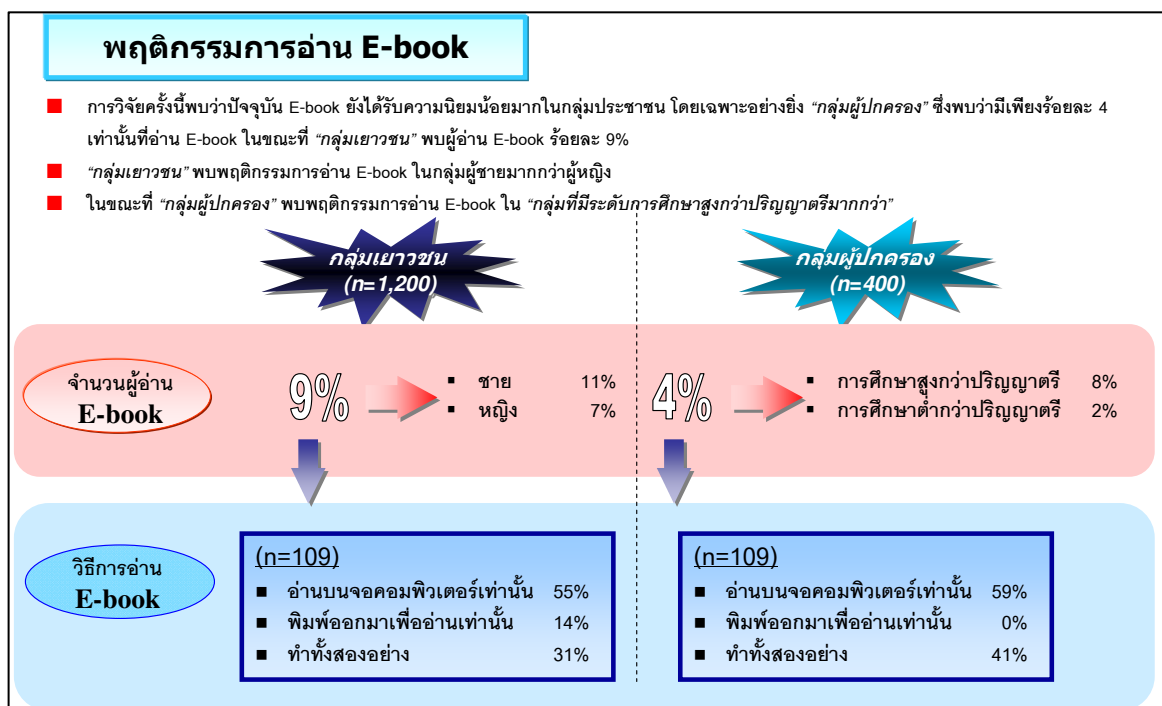 พฤติกรรมการอ่าน E-book
การวิจัยครั้งนี้พบว่าปัจจุบัน E-book ยังได้รับความนิยมน้อยมากในกลุ่มประชาชน โดยเฉพาะอย่างยิ่ง “กลุ่มผู้ปกครอง” ซึ่งพบว่ามีเพียงร้อยละ 4
เท่านั้นที่อ่าน E-book ในขณะที่ “กลุ่มเยาวชน” พบผู้อ่าน E-book ร้อยละ 9%
“กลุ่มเยาวชน” พบพฤติกรรมการอ่าน E-book ในกลุ่มผู้ชายมากกว่าผู้หญิง
ในขณะที่ “กลุ่มผู้ปกครอง” พบพฤติกรรมการอ่าน E-book ใน “กลุ่มที่มีระดับการศึกษาสูงกว่าปริญญาตรีมากกว่า”
กลุ่มเยาวชน
(n=1,200)
กลุ่มผู้ปกครอง
(n=400)
จำนวนผู้อ่าน
E-book
9%
ชาย 11%
หญิง 7%
4%
การศึกษาสูงกว่าปริญญาตรี 8%
การศึกษาต่ำกว่าปริญญาตรี 2%
วิธีการอ่าน
E-book
(n=109)
อ่านบนจอคอมพิวเตอร์เท่านั้น 55%
พิมพ์ออกมาเพื่ออ่านเท่านั้น 14%
ทำทั้งสองอย่าง 31%
(n=109)
อ่านบนจอคอมพิวเตอร์เท่านั้น 59%
พิมพ์ออกมาเพื่ออ่านเท่านั้น 0%
ทำทั้งสองอย่าง 41%